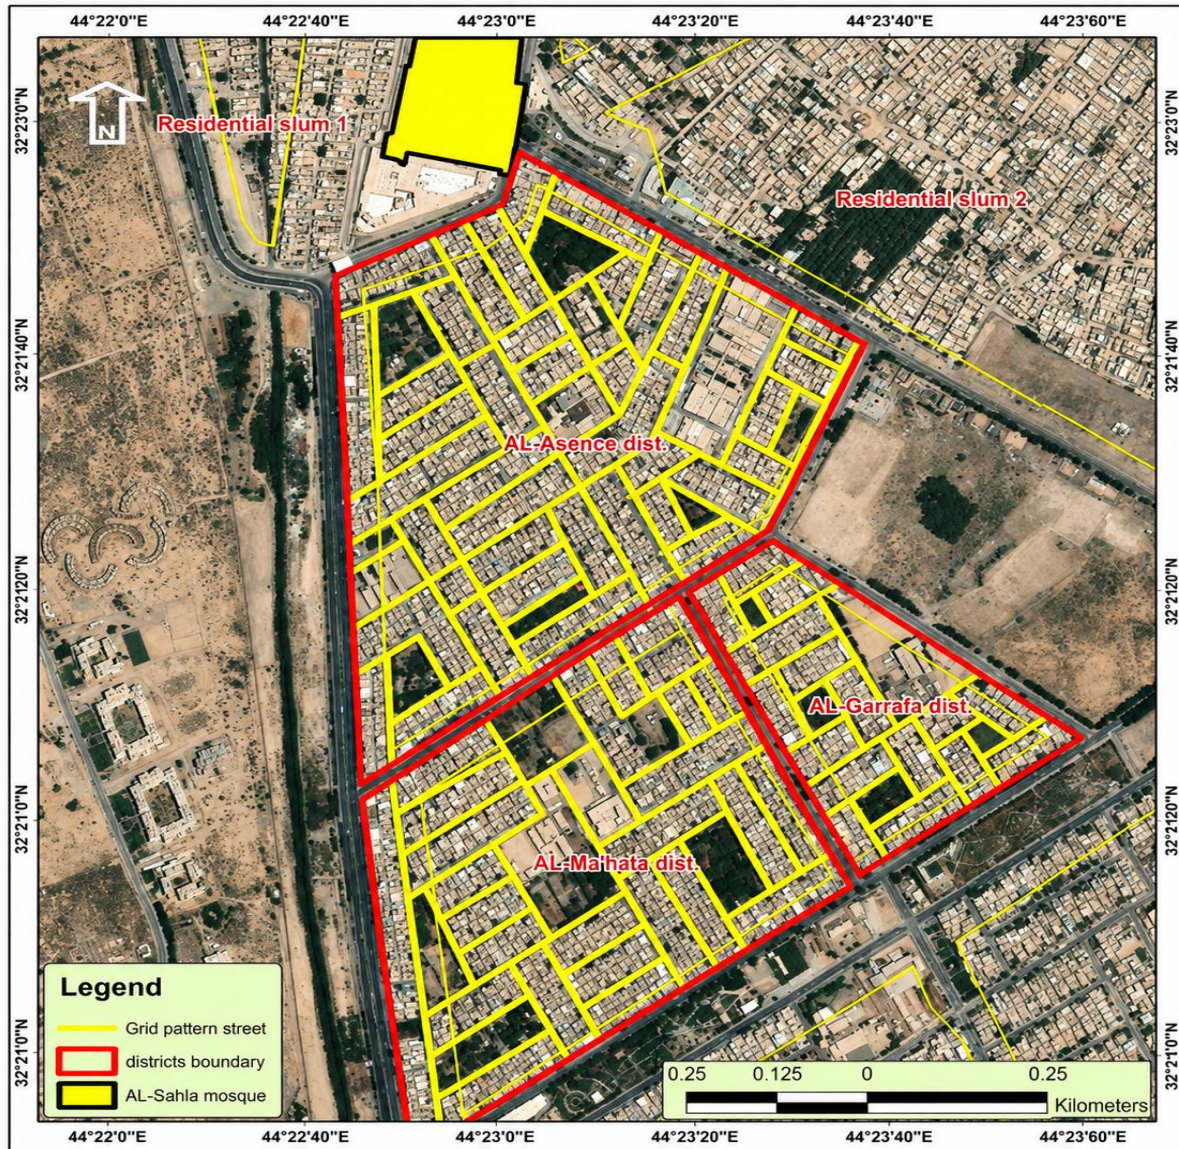 44°22'0"E 44°22'40"E 44°23'0"E 44°23'20"E 44°23'40"E 44°23'60"E
32°23'0"N
32°23'0"N
N
Residential slum 1
Residential slum 2
32°21'40"N
32°21'40"N
AL-Asence dist.
32°21'20"N
32°21'20"N
AL-Garrafa dist.
32°21'10"N
32°21'20"N
AL-Ma'hata dist.
Legend
Grid pattern street
districts boundary
AL-Sahla mosque
32°21'0"N
32°21'0"N
0.25 0.125 0 0.25
Kilometers
44°22'0"E 44°22'40"E 44°23'0"E 44°23'20"E 44°23'40"E 44°23'60"E